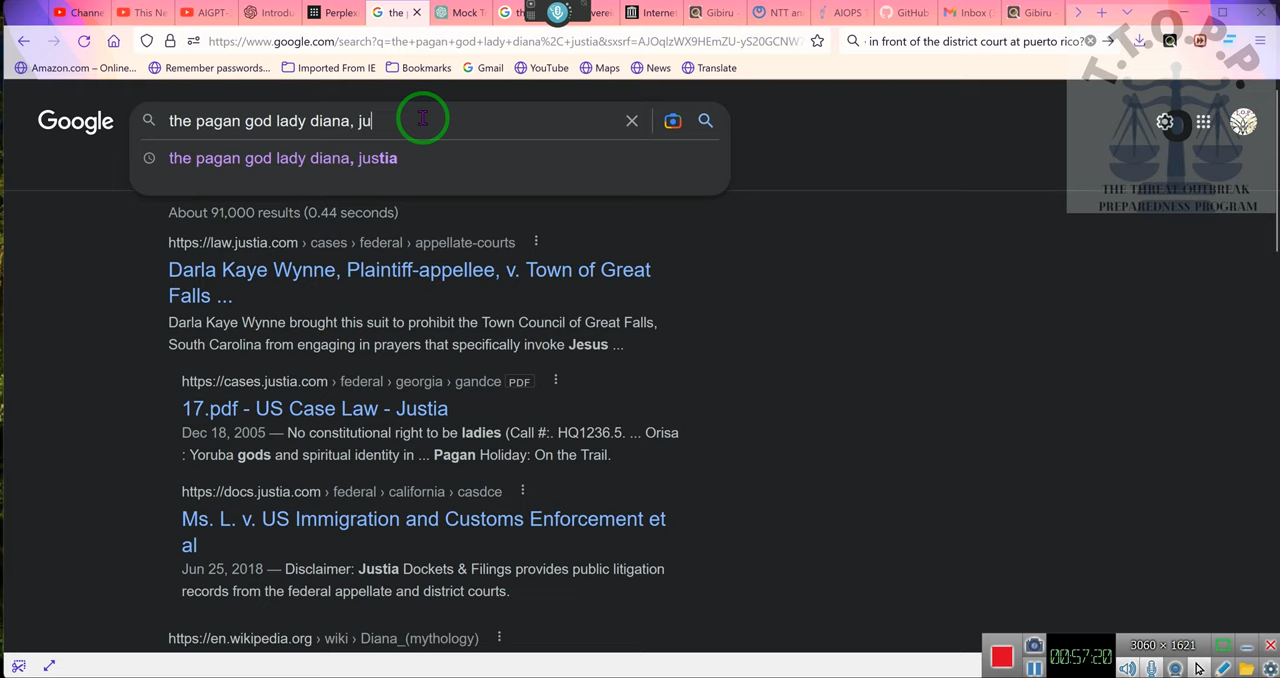 Channe
This Ne
AIGPT-
Introdu
Perplex
the p
Mock T
th
veres
Internet
Gibiru -
NTT an
AIOPS
GitHub
Inbox (
Gibiru -
https://www.google.com/search?q=the+pagan+god+lady+diana%2C+justia&sxsrf=AJOqlzWX9HEmZU-yS20GCNW7
in front of the district court at puerto rico?
Amazon.com – Online...
Remember passwords...
Imported From IE
Bookmarks
Gmail
YouTube
Maps
News
Translate
T.T.O.P.P.
Google
the pagan god lady diana, ju
the pagan god lady diana, justia
THE THREAT OUTBREAK
PREPAREDNESS PROGRAM
About 91,000 results (0.44 seconds)
https://law.justia.com › cases › federal › appellate-courts
Darla Kaye Wynne, Plaintiff-appellee, v. Town of Great
Falls ...
Darla Kaye Wynne brought this suit to prohibit the Town Council of Great Falls,
South Carolina from engaging in prayers that specifically invoke Jesus ...
https://cases.justia.com › federal › georgia › gandce PDF
17.pdf - US Case Law - Justia
Dec 18, 2005 — No constitutional right to be ladies (Call #:. HQ1236.5. ... Orisa
: Yoruba gods and spiritual identity in ... Pagan Holiday: On the Trail.
https://docs.justia.com › federal › california › casdce
Ms. L. v. US Immigration and Customs Enforcement et
al
Jun 25, 2018 — Disclaimer: Justia Dockets & Filings provides public litigation
records from the federal appellate and district courts.
https://en.wikipedia.org › wiki › Diana_(mythology)
00:57:20
3060 × 1621